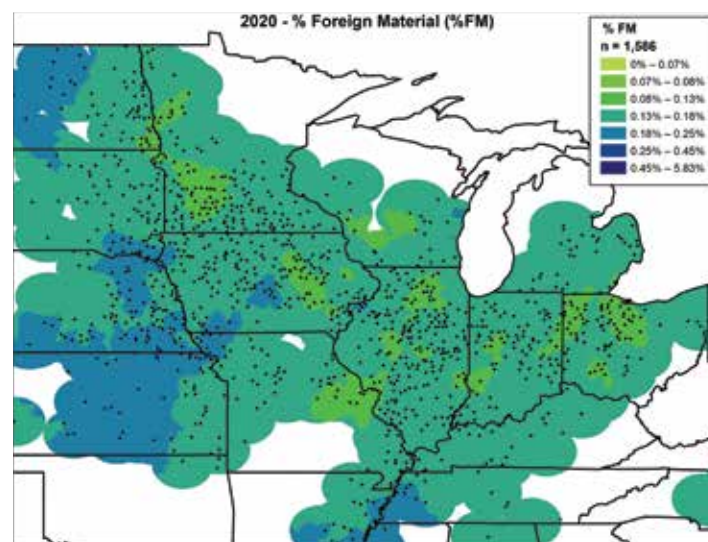 2020 - % Foreign Material (%FM)
% FM
n = 1,586
0% – 0.07%
0.07% – 0.08%
0.08% – 0.13%
0.13% – 0.18%
0.18% – 0.25%
0.25% – 0.45%
0.45% – 5.83%